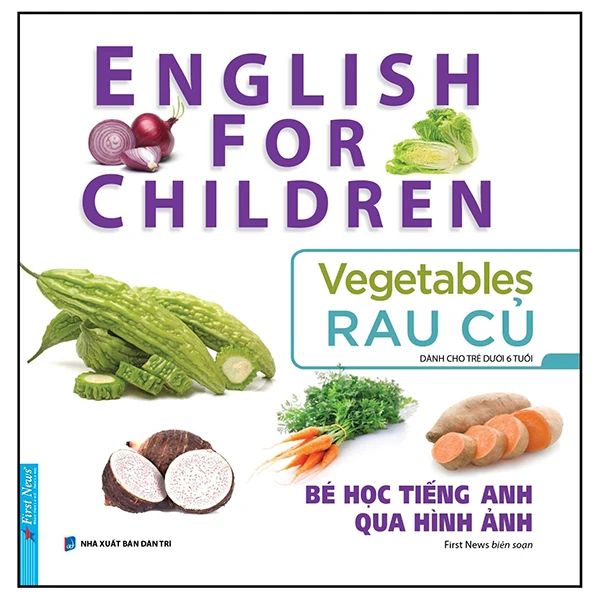 ENGLISH
FOR
CHILDREN
Vegetables
RAU CỦ
DÀNH CHO TRẺ DƯỚI 6 TUỔI
BÉ HỌC TIẾNG ANH
QUA HÌNH ẢNH
First News biên soạn
First News®
NHÀ XUẤT BẢN DÂN TRÍ